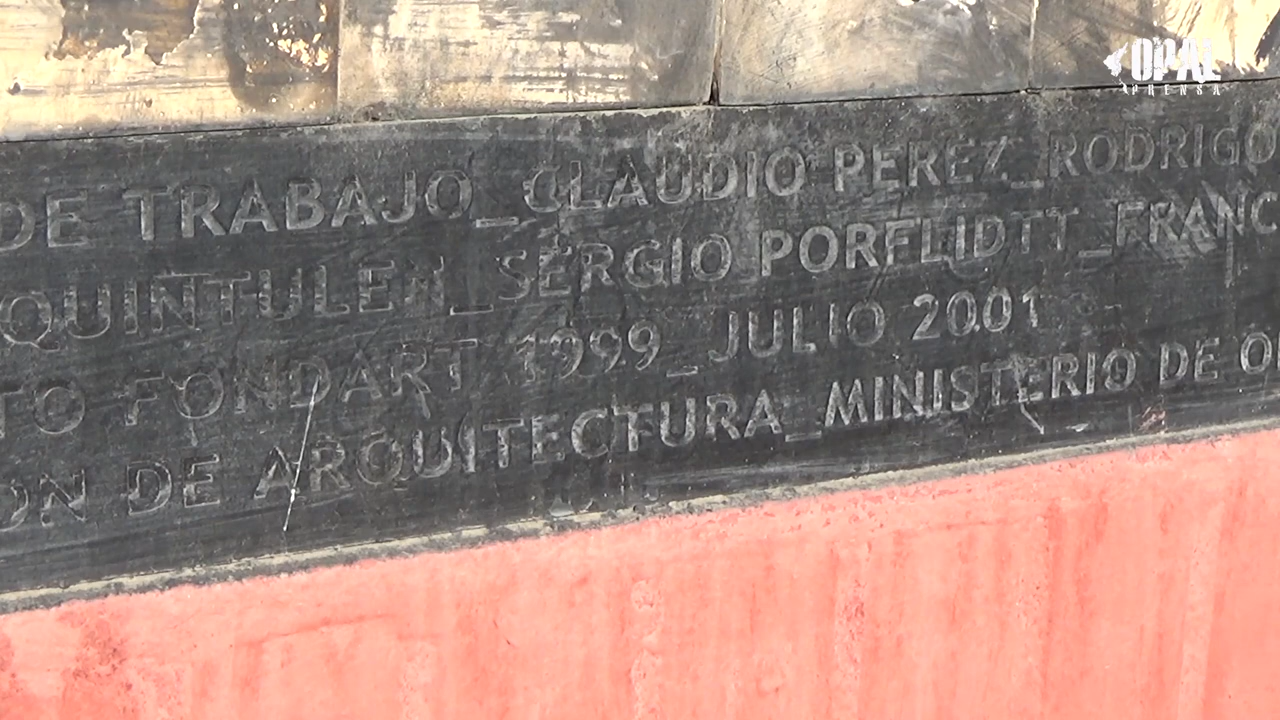 OPAL
PRENSA
DE TRABAJO_CLAUDIO PEREZ_RODRIGO
QUINTULEN_SERGIO PORFLIDTT_FRANC
TO FONDART 1999_JULIO 2001
ON DE ARQUITECTURA_MINISTERIO DE O